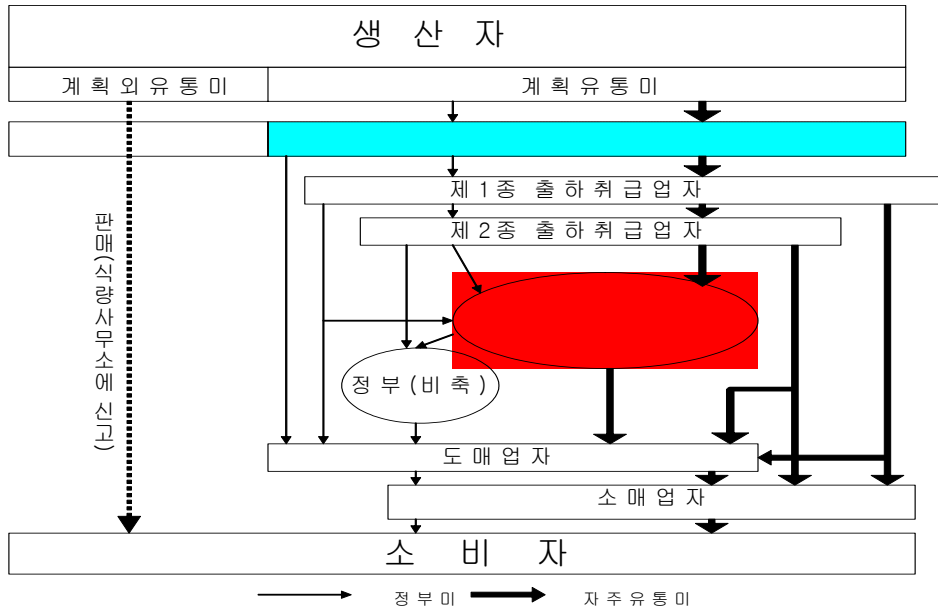 생 산 자
계획외유통미
계획유통미
제1종 출하취급업자
제2종 출하취급업자
판매(식량사무소에 신고)
정부(비축)
도매업자
소매업자
소 비 자
정부미
자주유통미